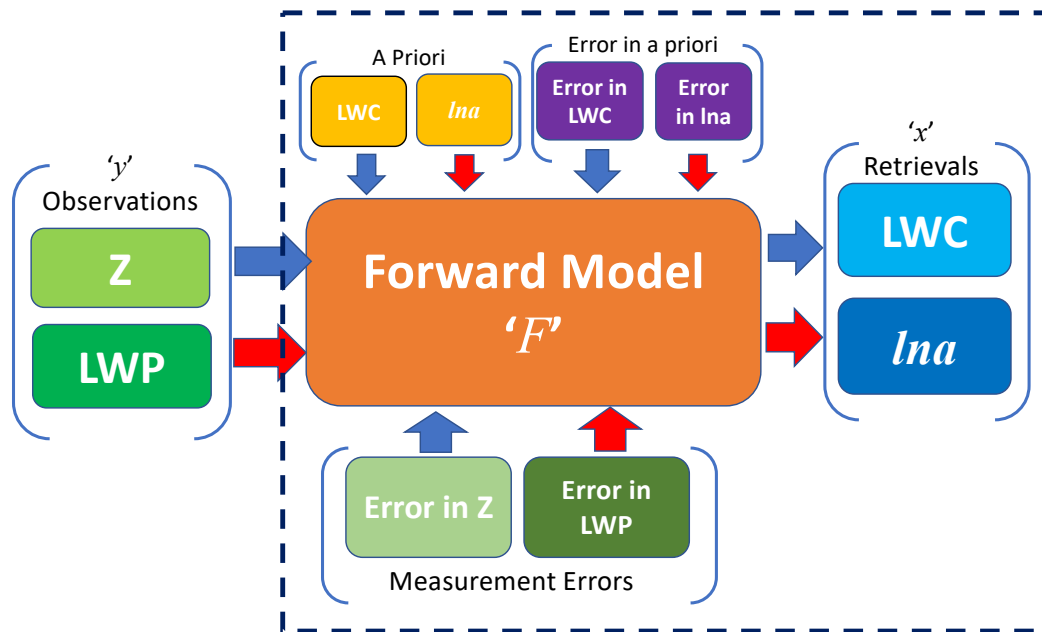 A Priori
LWC
lna
Error in a priori
Error in
LWC
Error
in lna
‘y’
Observations
Z
LWP
Forward Model
‘F’
‘x’
Retrievals
LWC
lna
Error in Z
Error in
LWP
Measurement Errors